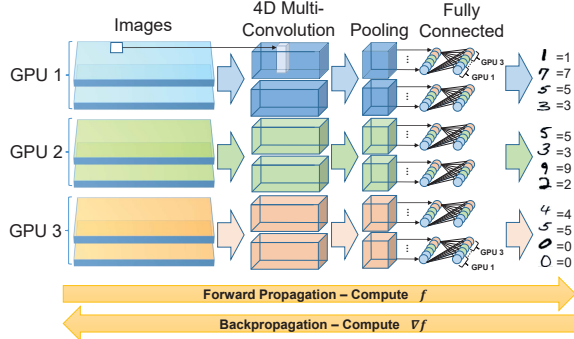 Images
4D Multi-
Convolution
Pooling
Fully
Connected
GPU 1
GPU 3
GPU 1
1 =1
7 =7
5 =5
3 =3
GPU 2
5 =5
3 =3
9 =9
2 =2
GPU 3
GPU 3
GPU 1
4 =4
5 =5
0 =0
0 =0
Forward Propagation – Compute f
Backpropagation – Compute ∇f